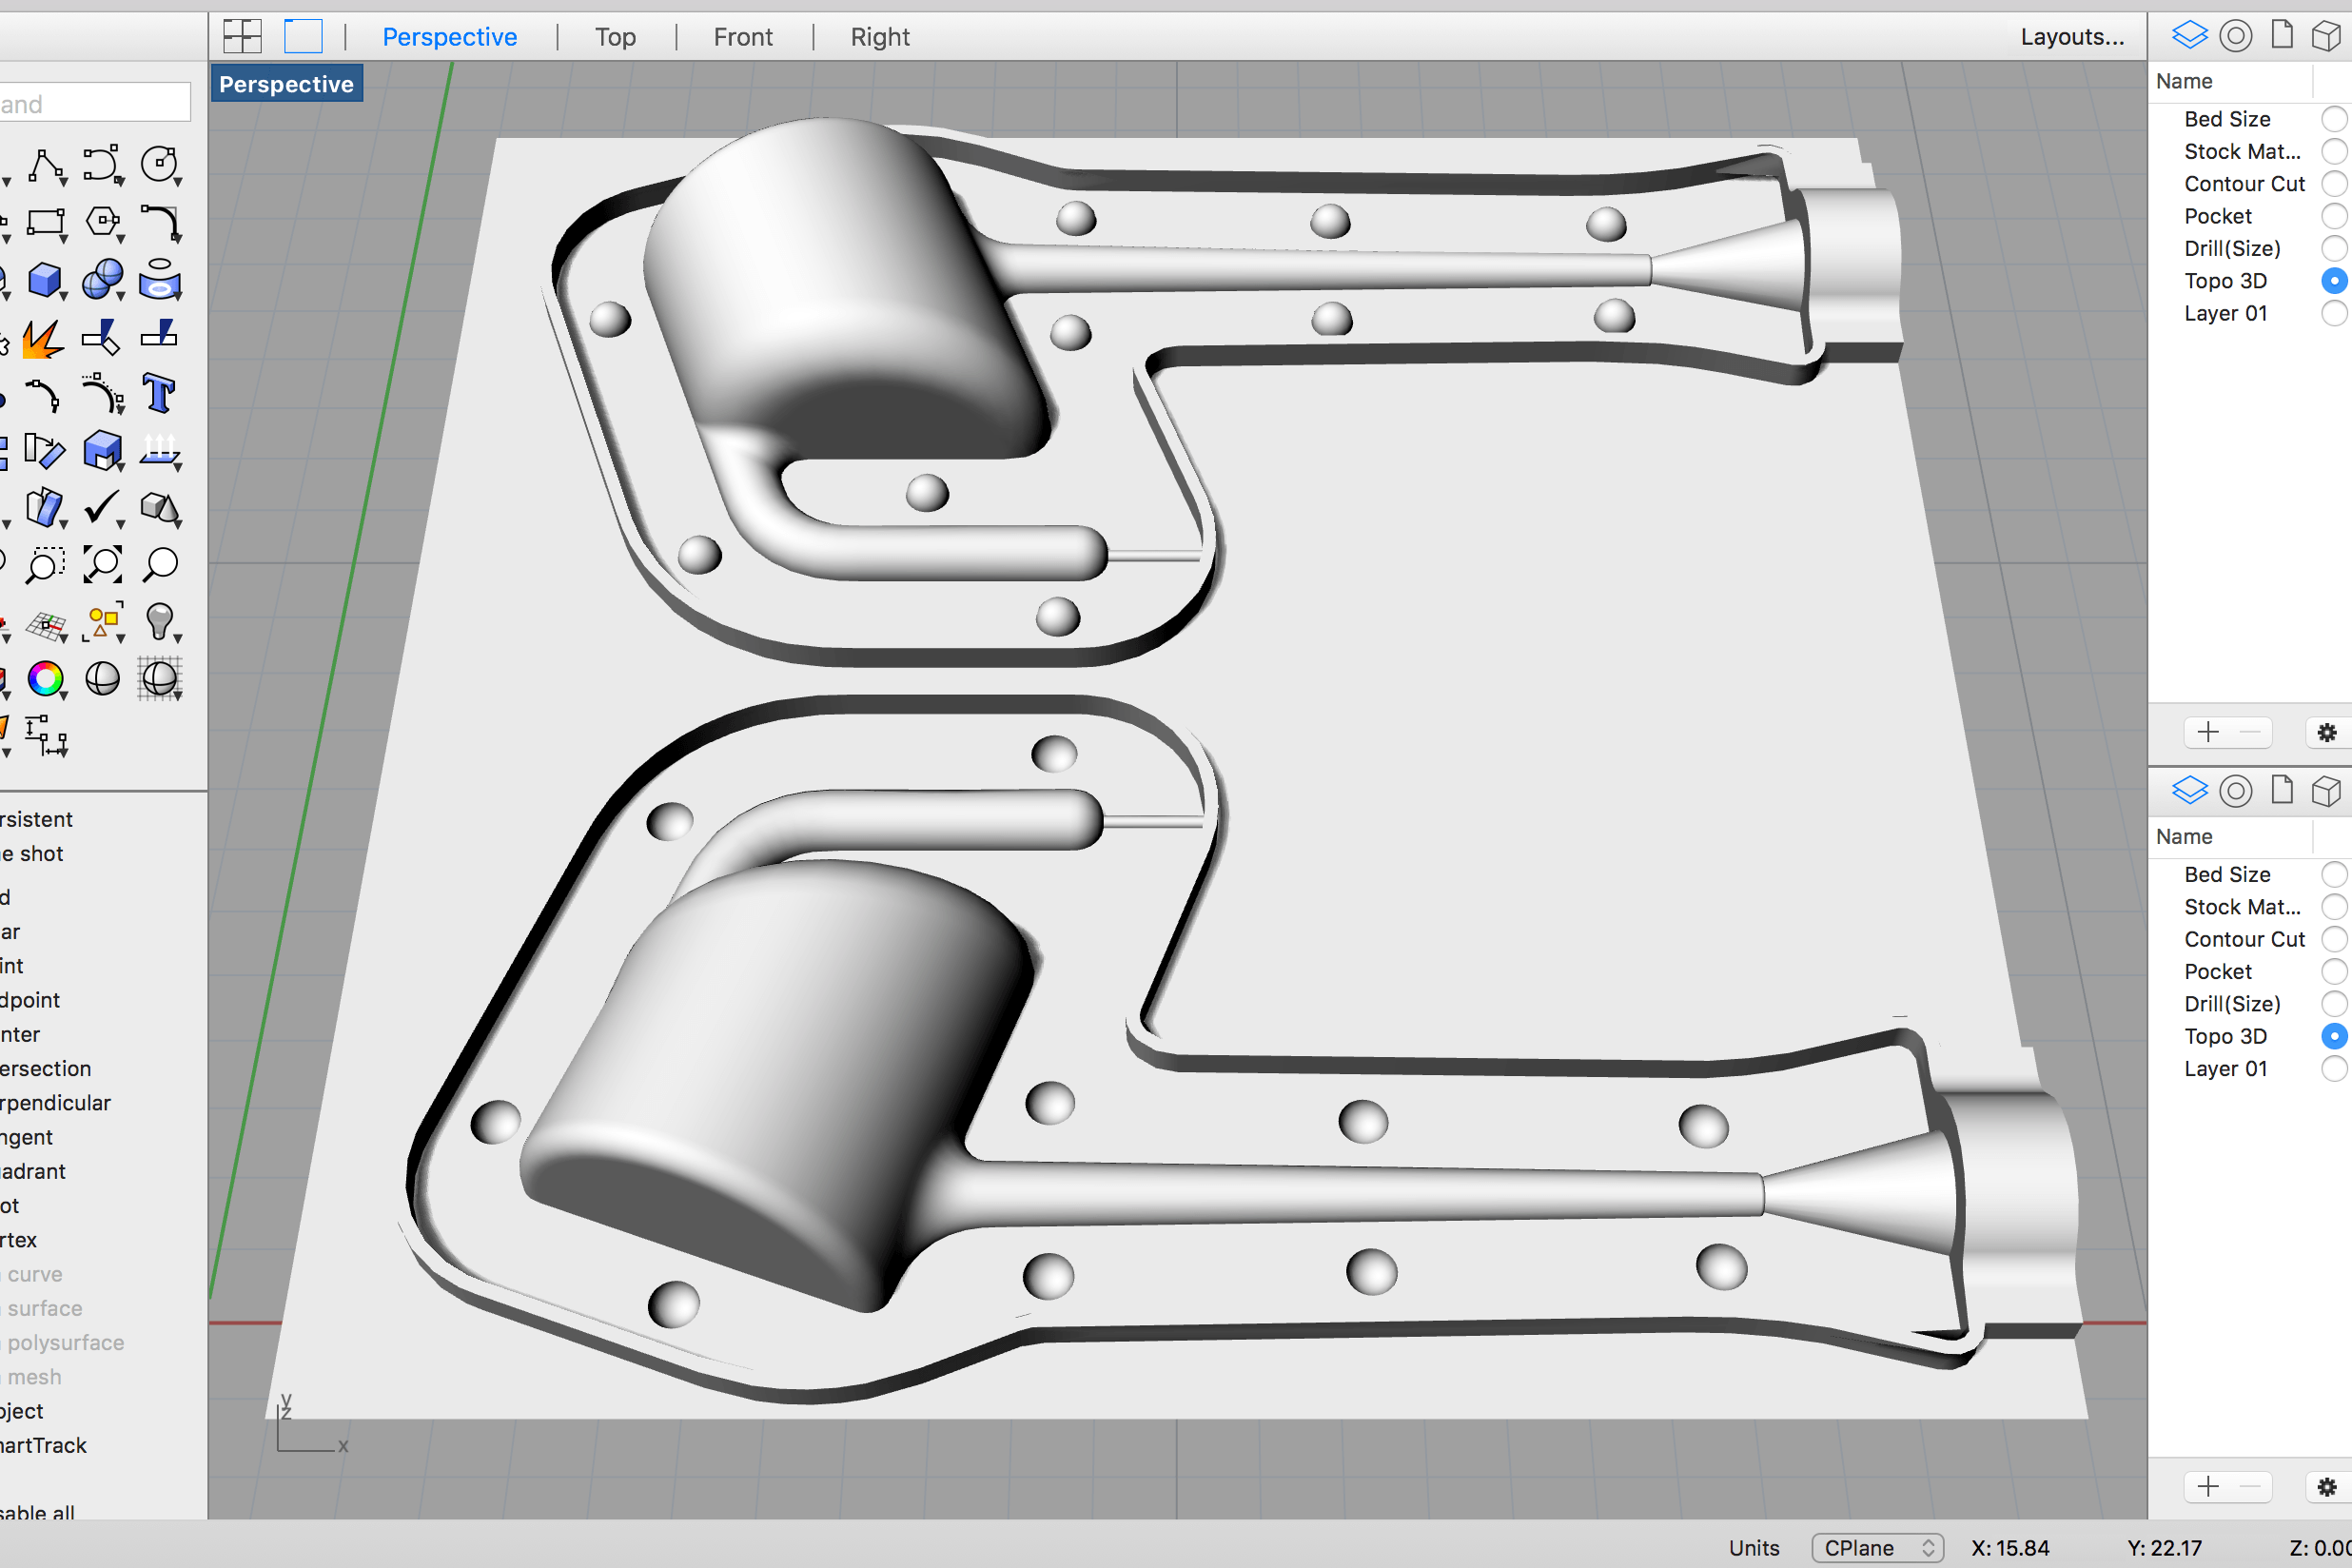 Perspective Top Front Right Layouts...
Perspective
and
Name
Bed Size
Stock Mat...
Contour Cut
Pocket
Drill(Size)
Topo 3D
Layer 01
rsistent
e shot
d
ar
int
dpoint
nter
ersection
rpendicular
ngent
uadrant
ot
rtex
curve
surface
polysurface
mesh
bject
martTrack
sable all
Name
Bed Size
Stock Mat...
Contour Cut
Pocket
Drill(Size)
Topo 3D
Layer 01
y
z
x
Units CPlane X: 15.84 Y: 22.17 Z: 0.00